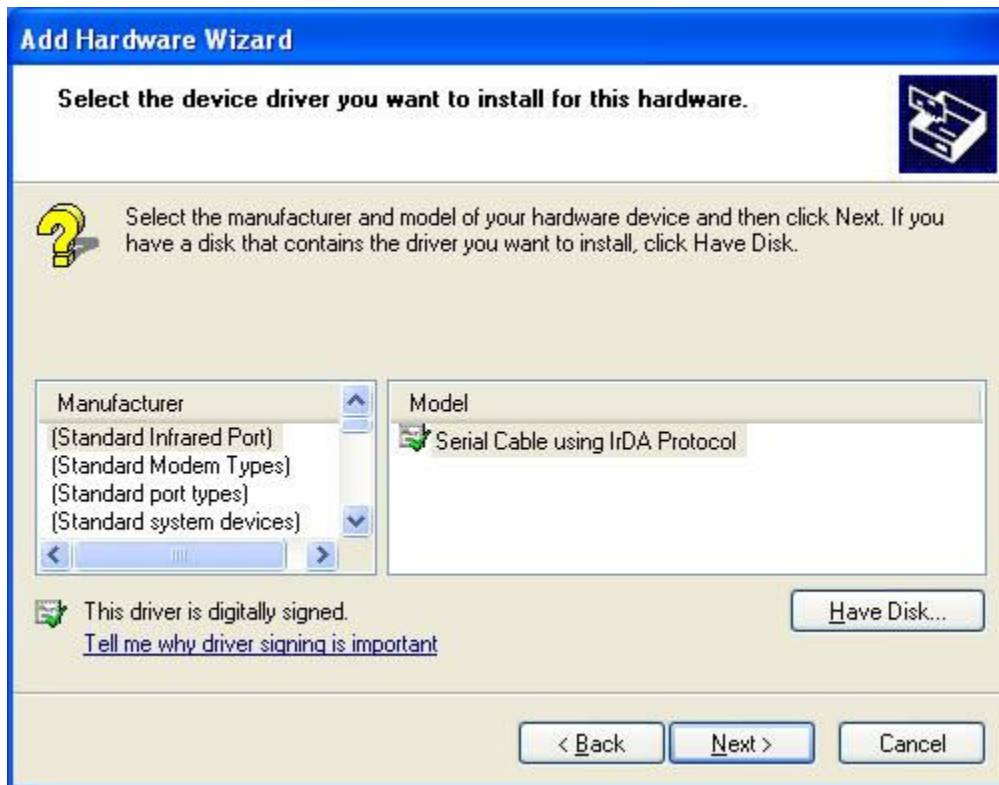 Add Hardware Wizard
Select the device driver you want to install for this hardware.
Select the manufacturer and model of your hardware device and then click Next. If you
have a disk that contains the driver you want to install, click Have Disk.
Manufacturer
(Standard Infrared Port)
(Standard Modem Types)
(Standard port types)
(Standard system devices)
Model
Serial Cable using IrDA Protocol
This driver is digitally signed.
Tell me why driver signing is important
Have Disk...
< Back
Next >
Cancel